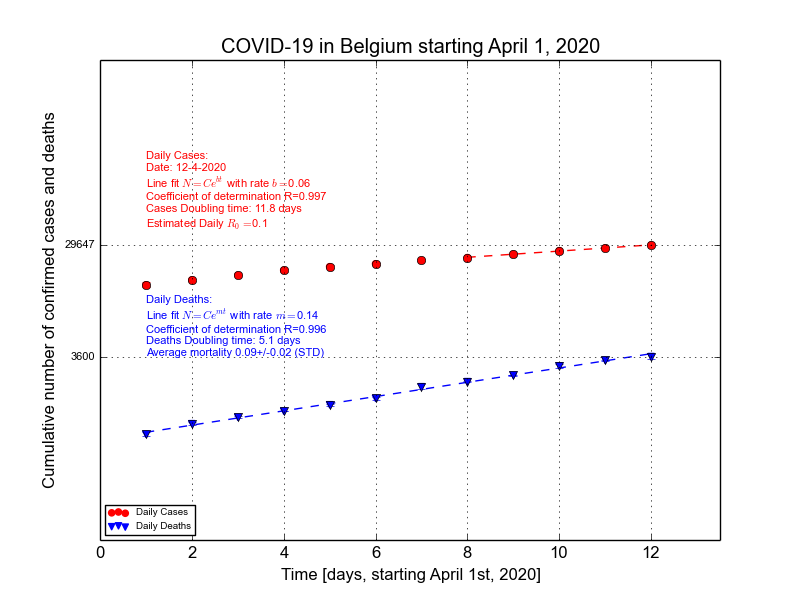 COVID-19 in Belgium starting April 1, 2020
Cumulative number of confirmed cases and deaths
Daily Cases:
Date: 12-4-2020
Line fit N=Ce^{bt} with rate b=0.06
Coefficient of determination R=0.997
Cases Doubling time: 11.8 days
Estimated Daily R_0=0.1
29647
Daily Deaths:
Line fit N=Ce^{mt} with rate m=0.14
Coefficient of determination R=0.996
Deaths Doubling time: 5.1 days
Average mortality 0.09+/-0.02 (STD)
3600
Daily Cases
Daily Deaths
0 2 4 6 8 10 12
Time [days, starting April 1st, 2020]